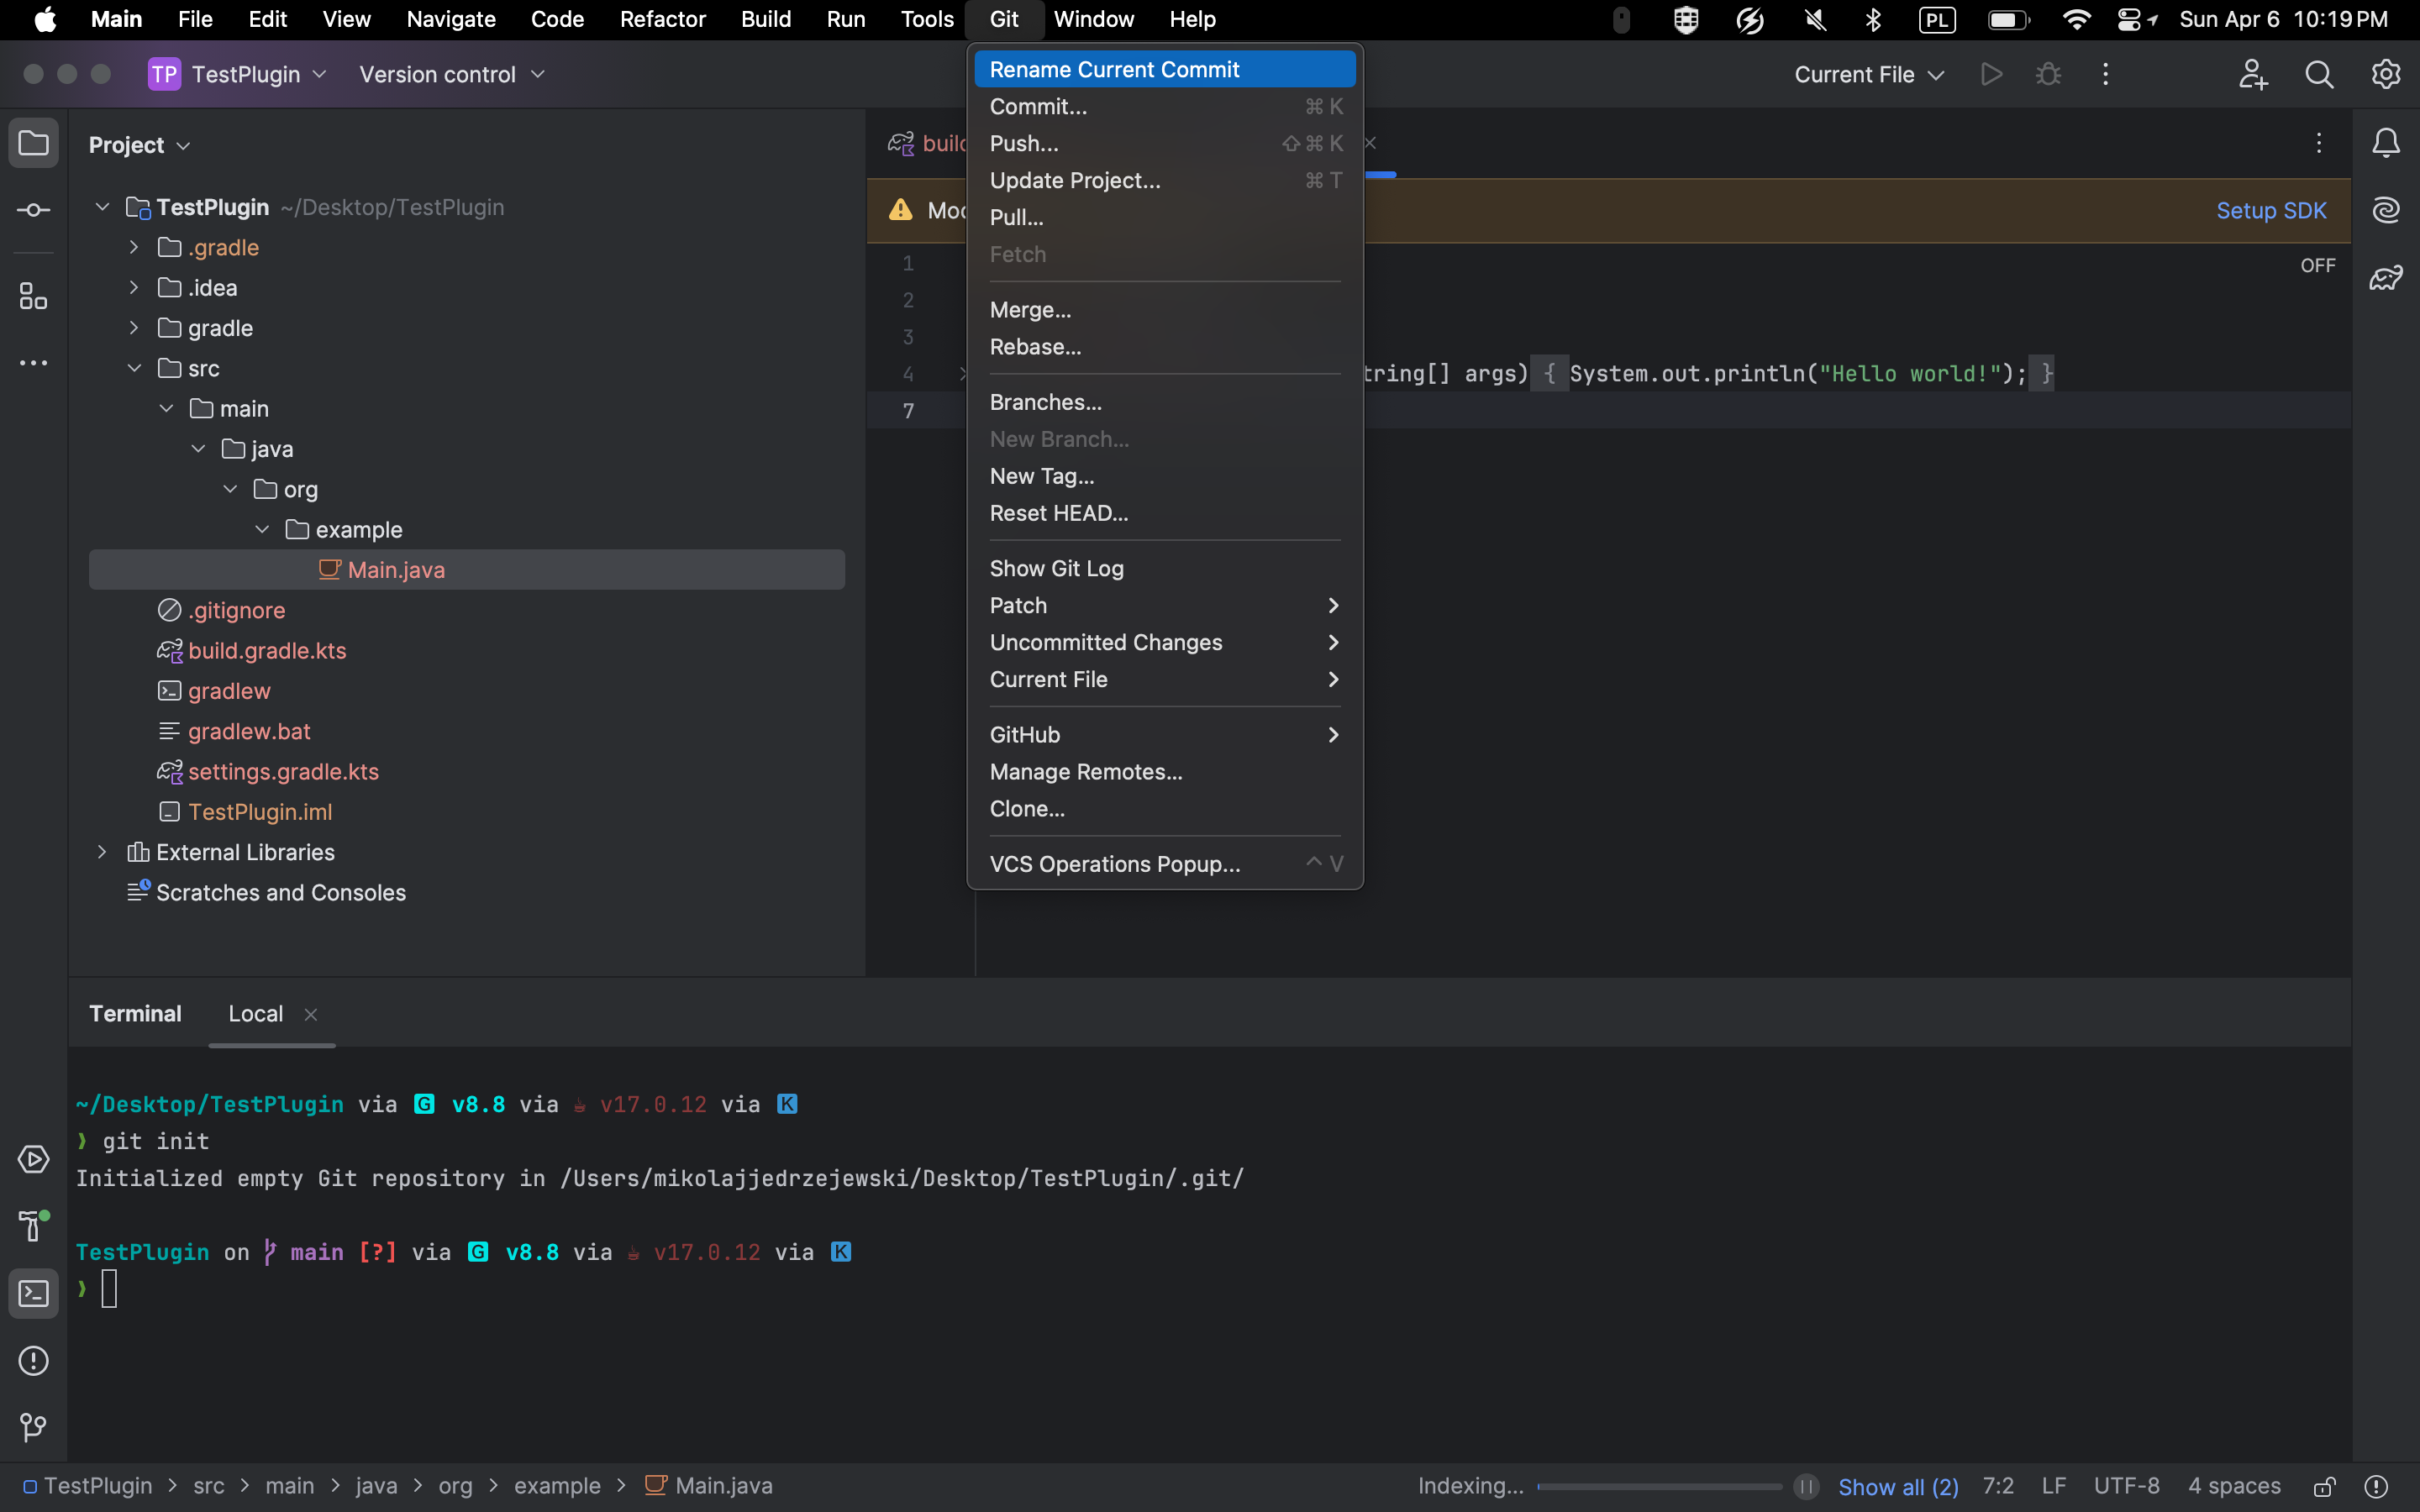 Main File Edit View Navigate Code Refactor Build Run Tools Git Window Help PL Sun Apr 6 10:19 PM
TP TestPlugin Version control Current File
Rename Current Commit
Commit... ⌘ K
Push... ⇧ ⌘ K
Update Project... ⌘ T
Pull...
Fetch
Merge...
Rebase...
Branches...
New Branch...
New Tag...
Reset HEAD...
Show Git Log
Patch
Uncommitted Changes
Current File
GitHub
Manage Remotes...
Clone...
VCS Operations Popup... ^ V
Project
TestPlugin ~/Desktop/TestPlugin
.gradle
.idea
gradle
src
main
java
org
example
Main.java
.gitignore
build.gradle.kts
gradlew
gradlew.bat
settings.gradle.kts
TestPlugin.iml
External Libraries
Scratches and Consoles
Setup SDK
OFF
1
2
3
4 tring[] args) { System.out.println("Hello world!"); }
7
Terminal Local
~/Desktop/TestPlugin via G v8.8 via v17.0.12 via K
❯ git init
Initialized empty Git repository in /Users/mikolajjedrzejewski/Desktop/TestPlugin/.git/
TestPlugin on main [?] via G v8.8 via v17.0.12 via K
❯
TestPlugin > src > main > java > org > example > Main.java Indexing... Show all (2) 7:2 LF UTF-8 4 spaces